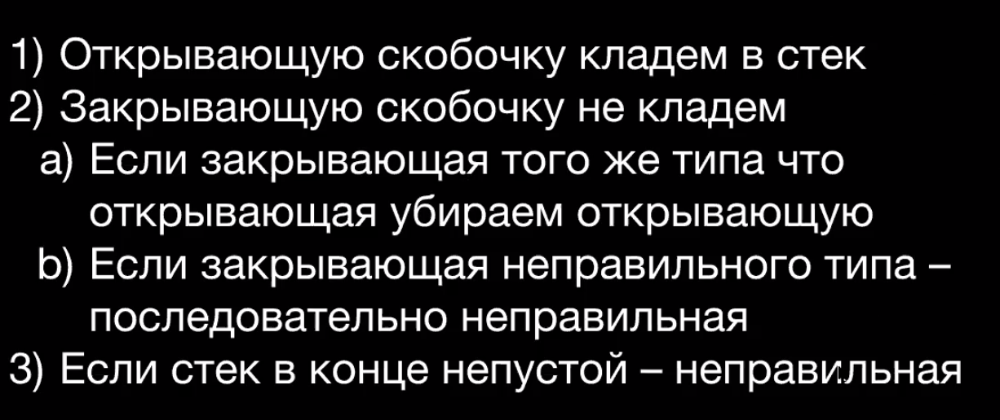 1) Открывающую скобочку кладем в стек
2) Закрывающую скобочку не кладем
a) Если закрывающая того же типа что
открывающая убираем открывающую
b) Если закрывающая неправильного типа –
последовательно неправильная
3) Если стек в конце непустой – неправильная